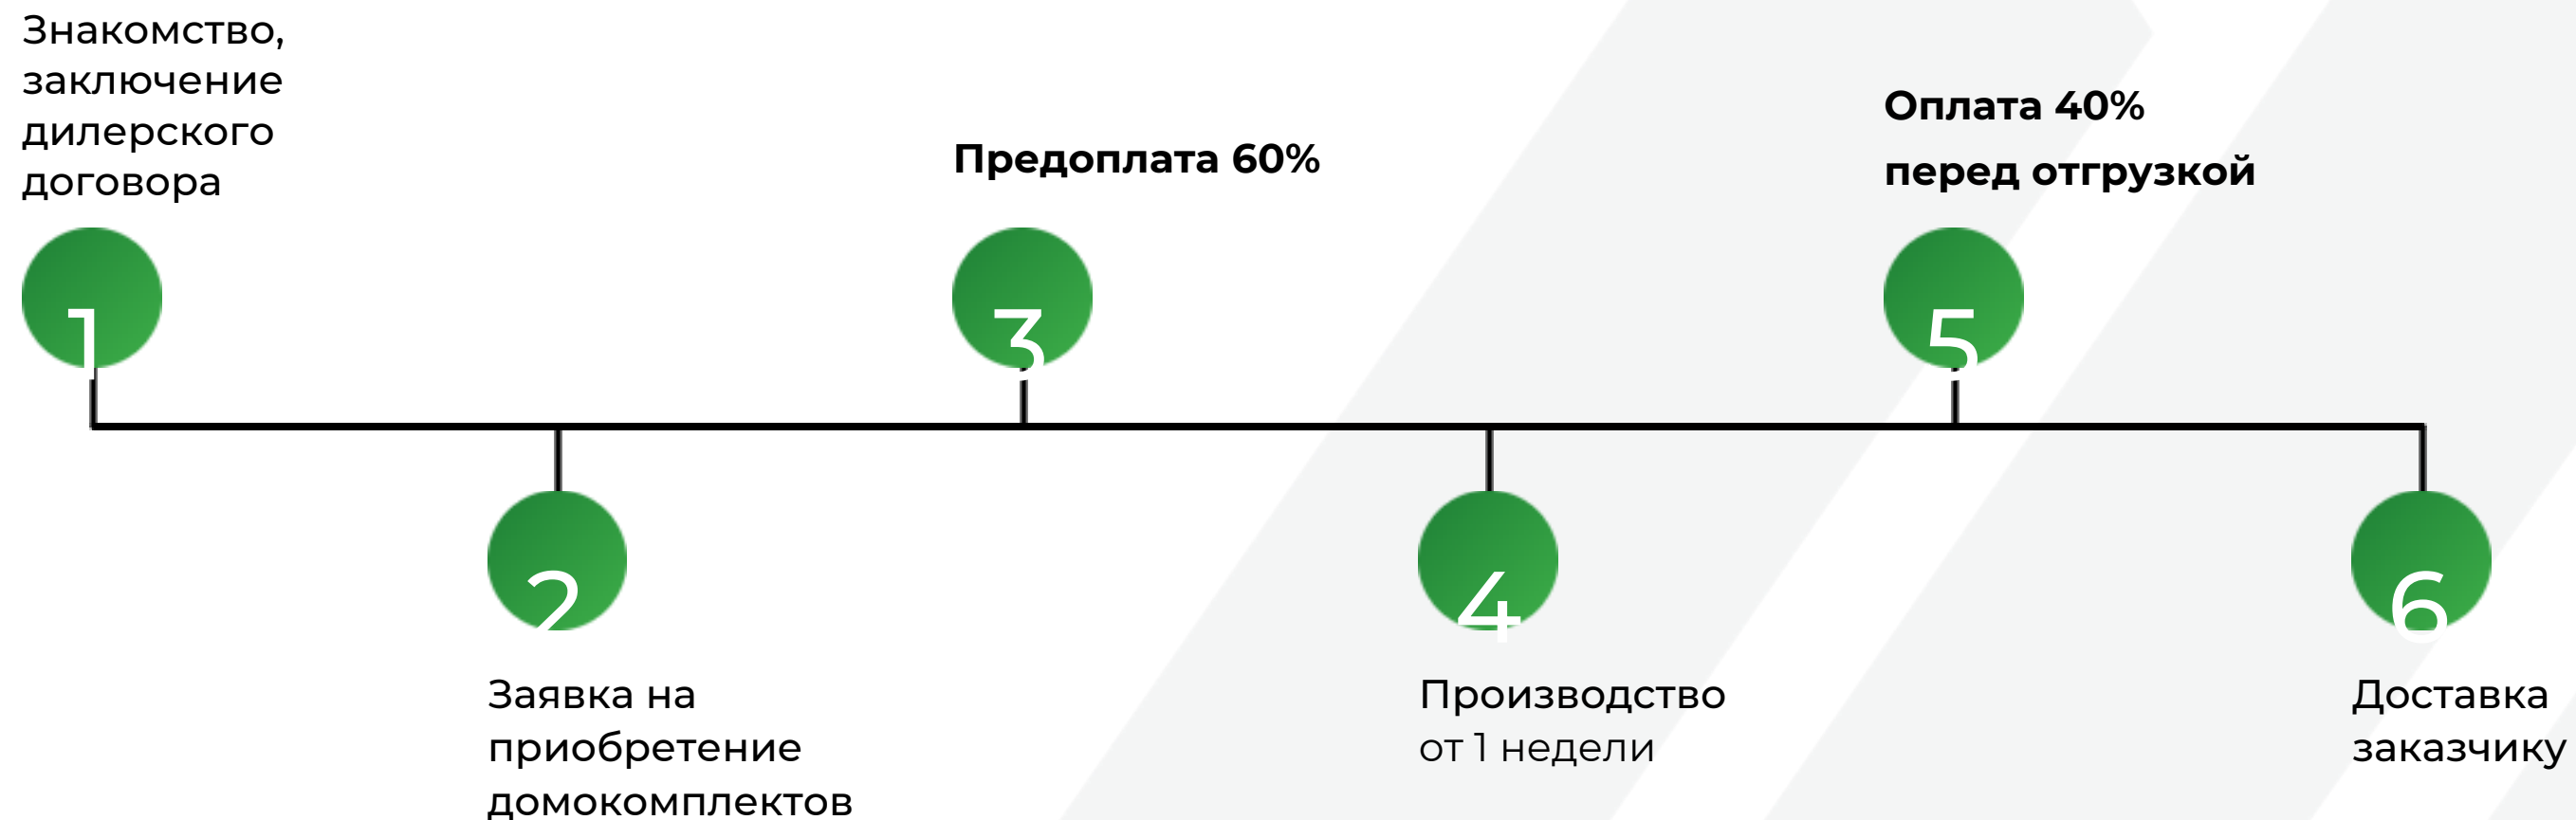 Знакомство,
заключение
дилерского
договора
1
2
Заявка на
приобретение
домокомплектов
Предоплата 60%
3
4
Производство
от 1 недели
Оплата 40%
перед отгрузкой
5
6
Доставка
заказчику